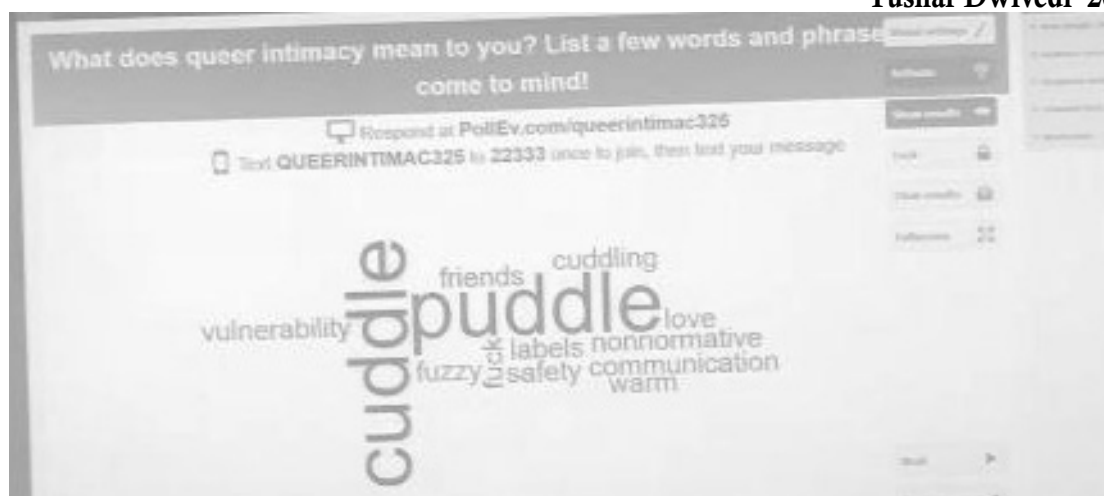 Tushar Dwivedi
What does queer intimacy mean to you? List a few words and phrase
come to mind!
Respond at PollEv.com/queerintimac325
Text QUEERINTIMAC325 to 22333 once to join, then text your message
cuddle
friends
cuddling
puddle
vulnerability
love
fuck
labels
nonnormative
fuzzy
safety
communication
warm